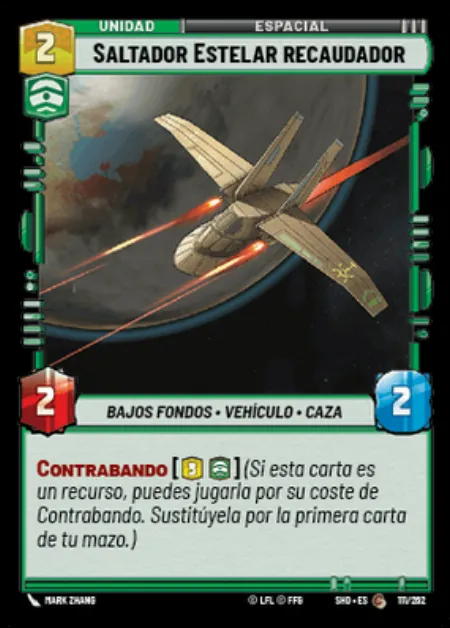 UNIDAD
ESPACIAL
2
SALTADOR ESTELAR RECAUDADOR
2
BAJOS FONDOS • VEHÍCULO • CAZA
2
CONTRABANDO [3] (Si esta carta es
un recurso, puedes jugarla por su coste de
Contrabando. Sustitúyela por la primera carta
de tu mazo.)
MARK ZHANG
© LFL © FFG
SHD • ES
111/262